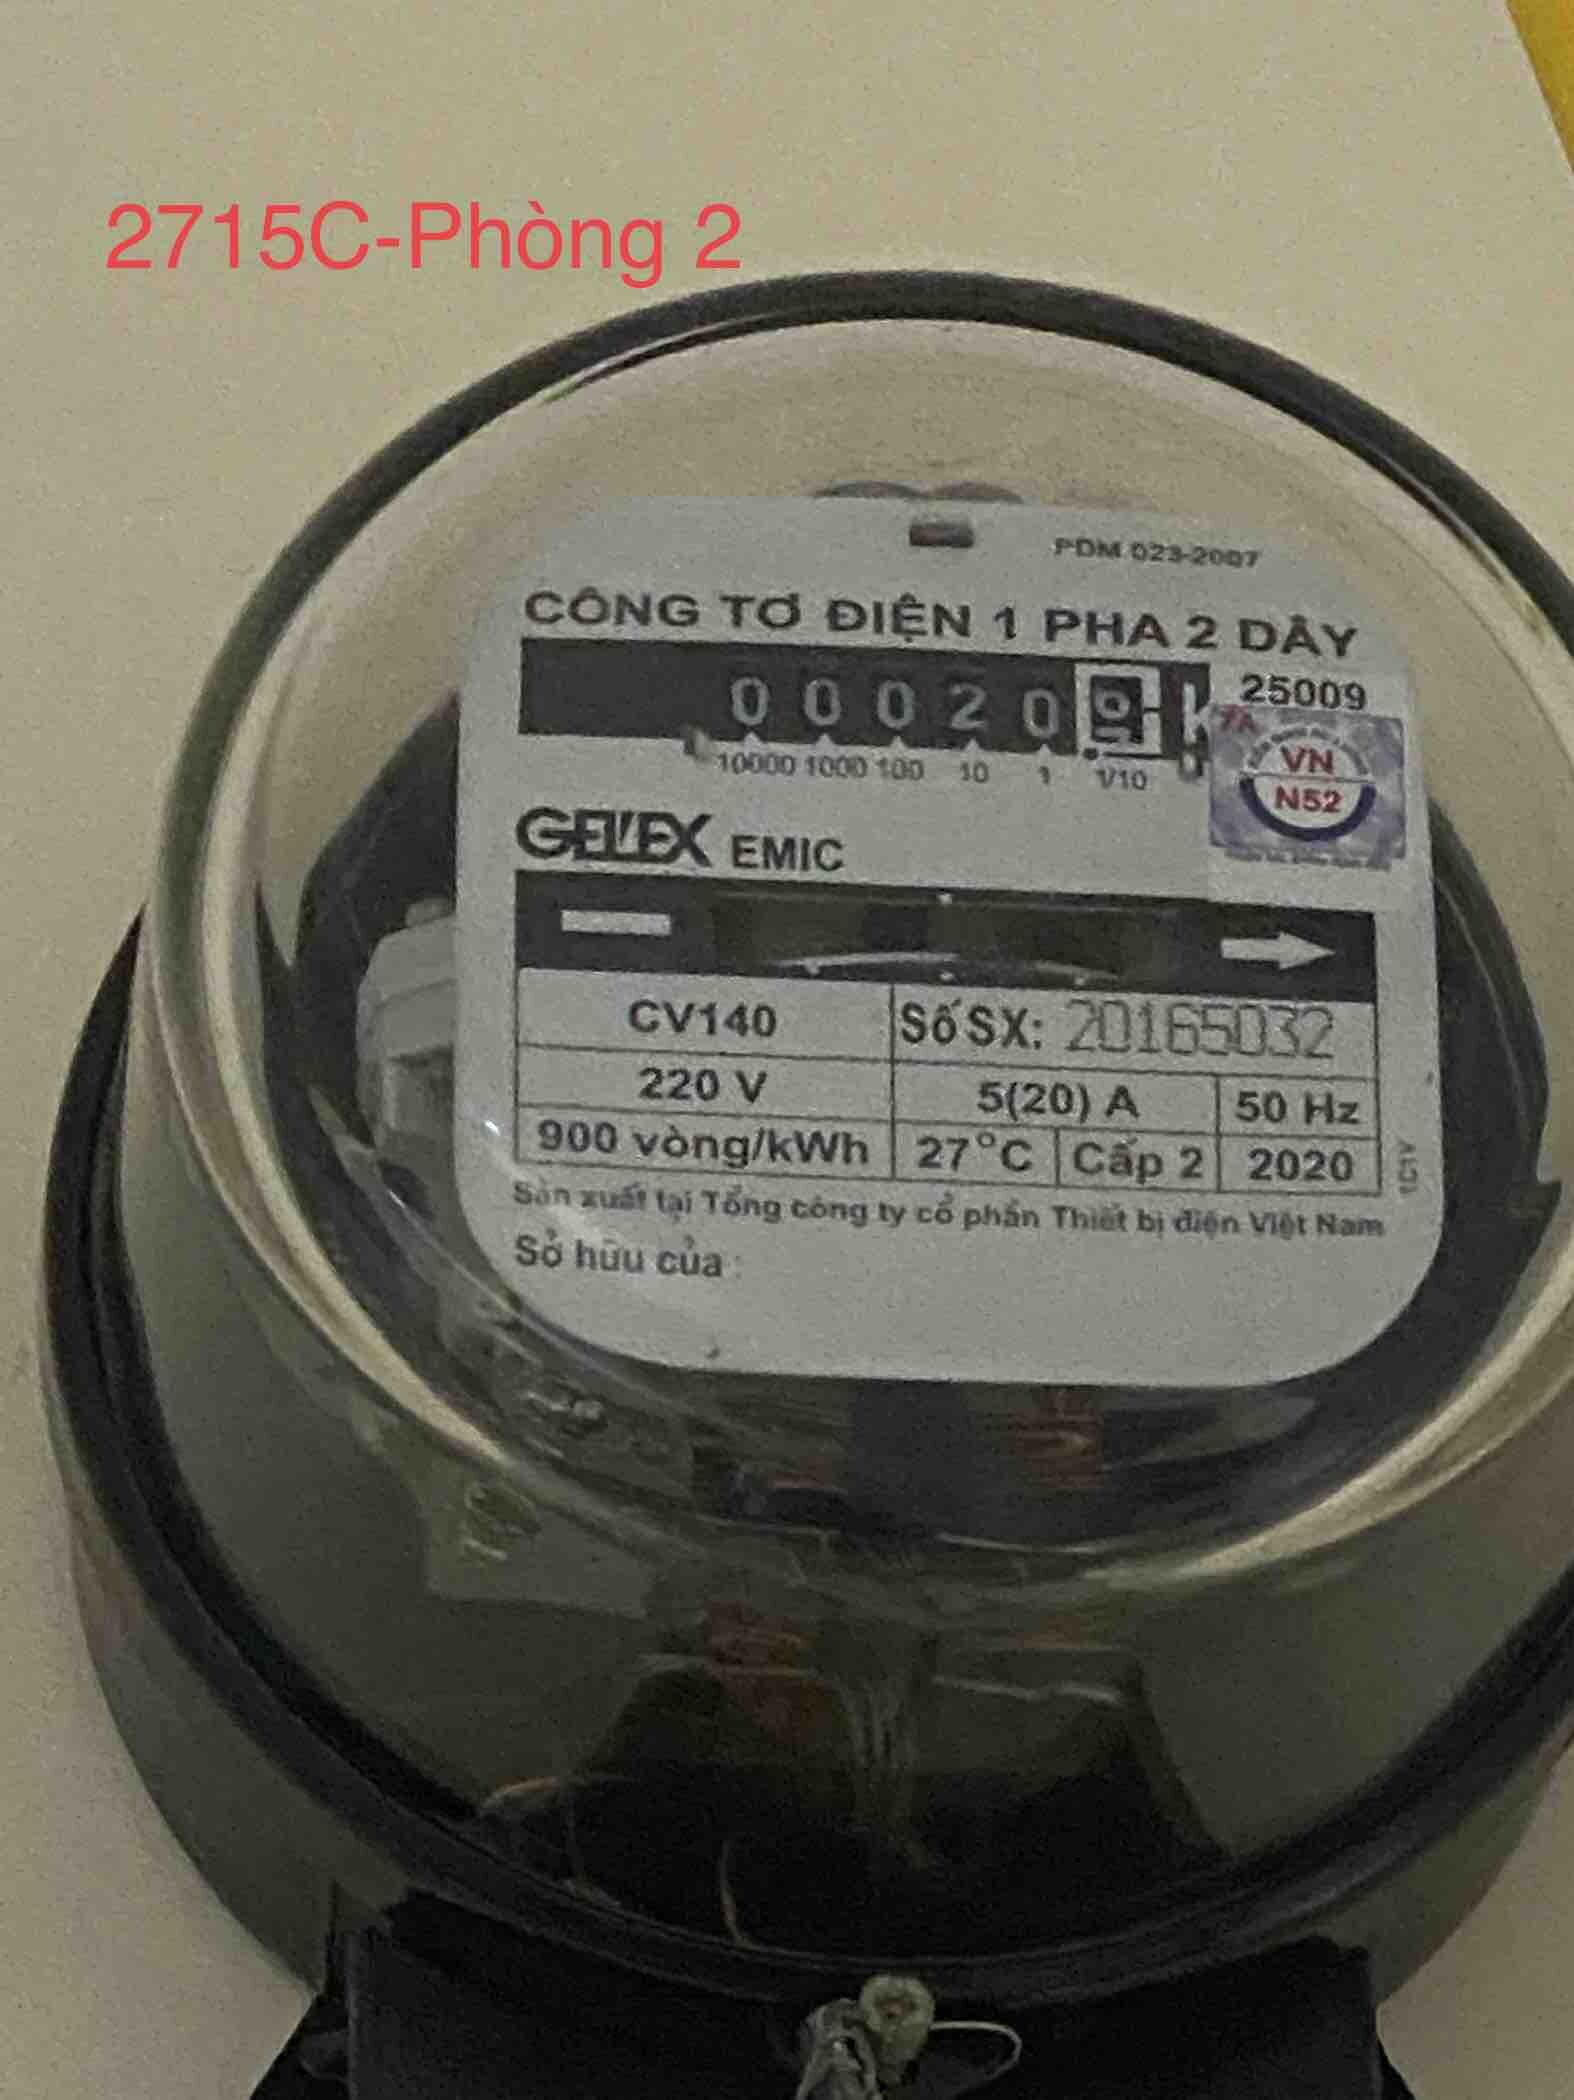 2715C-Phòng 2
PDM 023-2007
CÔNG TƠ ĐIỆN 1 PHA 2 DÂY
0 0 0 2 0
25009
10000 1000 100 10 1 1/10
VN
N52
GELEX EMIC
CV140 Số SX: 20165032
220 V 5(20) A 50 Hz
900 vòng/kWh 27°C Cấp 2 2020
Sản xuất tại Tổng công ty cổ phần Thiết bị điện Việt Nam
Sở hữu của :